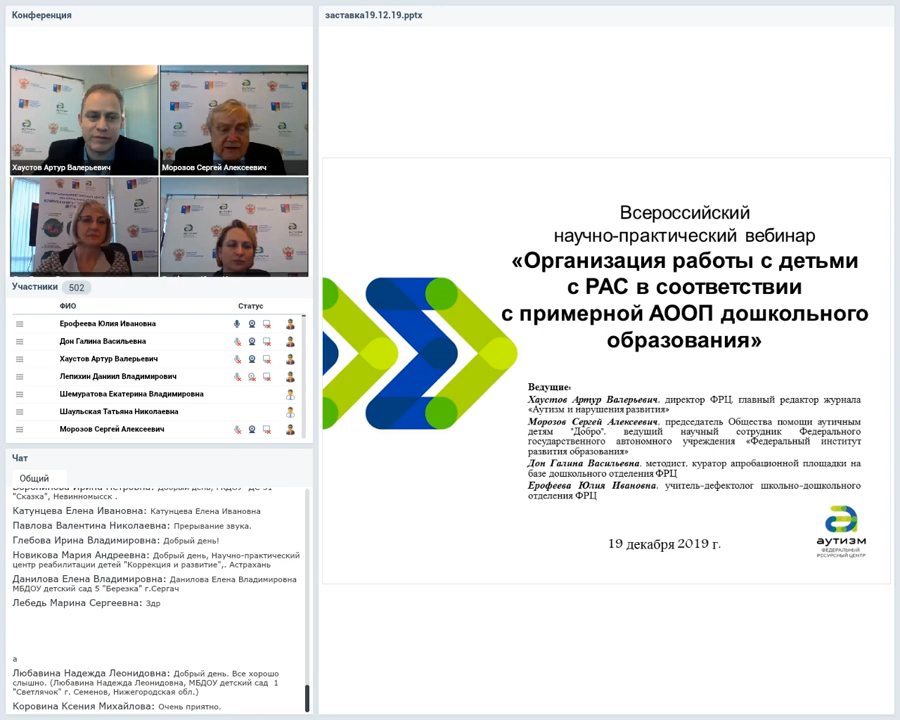 Конференция
Хаустов Артур Валерьевич
Морозов Сергей Алексеевич
Участники 502
ФИО Статус
Ерофеева Юлия Ивановна
Дон Галина Васильевна
Хаустов Артур Валерьевич
Лепихин Даниил Владимирович
Шемуратова Екатерина Владимировна
Шаульская Татьяна Николаевна
Морозов Сергей Алексеевич
Чат
Общий
"Сказка", Невинномысск .
Катунцева Елена Ивановна: Катунцева Елена Ивановна
Павлова Валентина Николаевна: Прерывание звука.
Глебова Ирина Владимировна: Добрый день!
Новикова Мария Андреевна: Добрый день, Научно-практический
центр реабилитации детей "Коррекция и развитие",. Астрахань
Данилова Елена Владимировна: Данилова Елена Владимировна
МБДОУ детский сад 5 "Березка" г.Сергач
Лебедь Марина Сергеевна: Здр
а
Любавина Надежда Леонидовна: Добрый день. Все хорошо
слышно. (Любавина Надежда Леонидовна, МБДОУ детский сад 1
"Светлячок" г. Семенов, Нижегородская обл.)
Коровина Ксения Михайлова: Очень приятно.
заставка19.12.19.pptx
Всероссийский
научно-практический вебинар
«Организация работы с детьми
с РАС в соответствии
с примерной АООП дошкольного
образования»
Ведущие:
Хаустов Артур Валерьевич, директор ФРЦ, главный редактор журнала
«Аутизм и нарушения развития»
Морозов Сергей Алексеевич, председатель Общества помощи аутичным
детям "Добро", ведущий научный сотрудник Федерального
государственного автономного учреждения «Федеральный институт
развития образования»
Дон Галина Васильевна, методист, куратор апробационной площадки на
базе дошкольного отделения ФРЦ
Ерофеева Юлия Ивановна, учитель-дефектолог школьно-дошкольного
отделения ФРЦ
19 декабря 2019 г.
аутизм
ФЕДЕРАЛЬНЫЙ
РЕСУРСНЫЙ ЦЕНТР